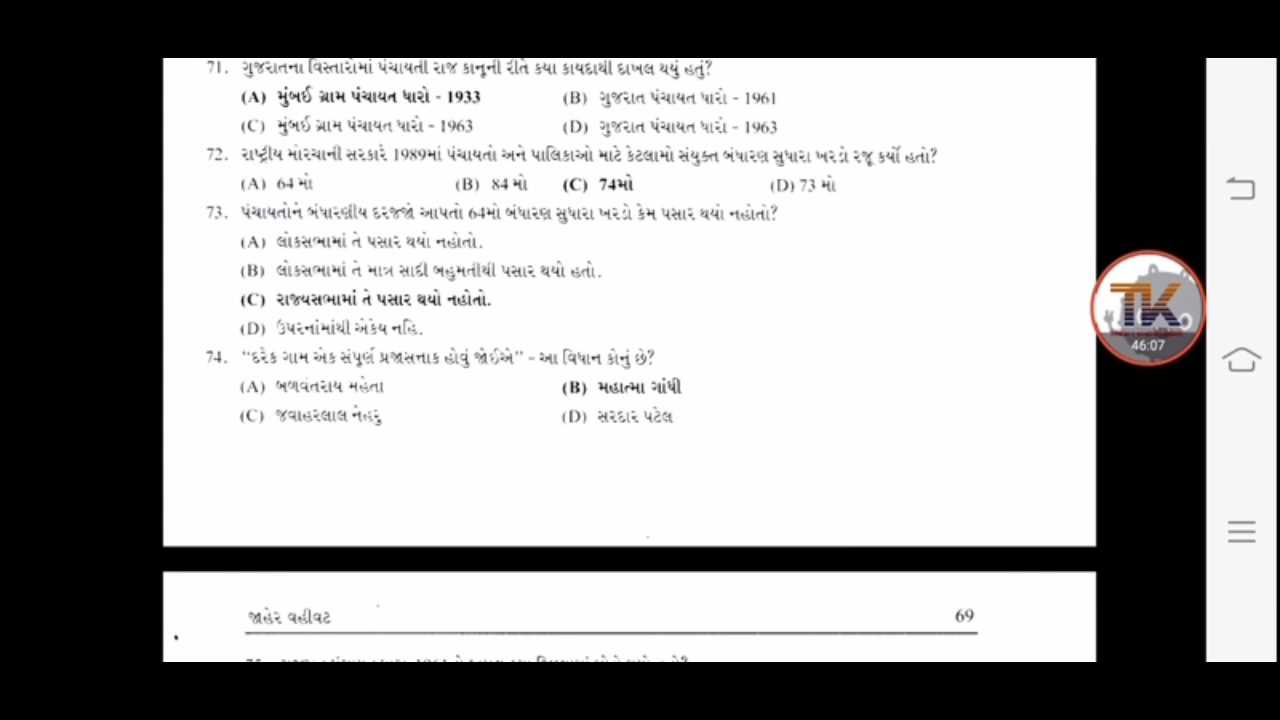 71. ગુજરાતના વિસ્તારોમાં પંચાયતી રાજ કાનૂની રીતે કયા કાયદાથી દાખલ થયું હતું?
(A) મુંબઈ ગ્રામ પંચાયત ધારો - 1933 (B) ગુજરાત પંચાયત ધારો - 1961
(C) મુંબઈ ગ્રામ પંચાયત ધારો - 1963 (D) ગુજરાત પંચાયત ધારો - 1963
72. રાષ્ટ્રીય મોરચાની સરકારે 1989માં પંચાયતો અને પાલિકાઓ માટે કેટલામો સંયુક્ત બંધારણ સુધારા ખરડો રજૂ કર્યો હતો?
(A) 64મો (B) 84મો (C) 74મો (D) 73 મો
73. પંચાયતોને બંધારણીય દરજ્જો આપતો 64મો બંધારણ સુધારા ખરડો કેમ પસાર થયો નહોતો?
(A) લોકસભામાં તે પસાર થયો નહોતો.
(B) લોકસભામાં તે માત્ર સાદી બહુમતીથી પસાર થયો હતો.
(C) રાજ્યસભામાં તે પસાર થયો નહોતો.
(D) ઉપરનાંમાંથી એકેય નહિ.
74. “દરેક ગામ એક સંપૂર્ણ પ્રજાસત્તાક હોવું જોઈએ” - આ વિધાન કોનું છે?
(A) બળવંતરાય મહેતા (B) મહાત્મા ગાંધી
(C) જવાહરલાલ નેહરુ (D) સરદાર પટેલ
TK
46:07
જાહેર વહીવટ 69